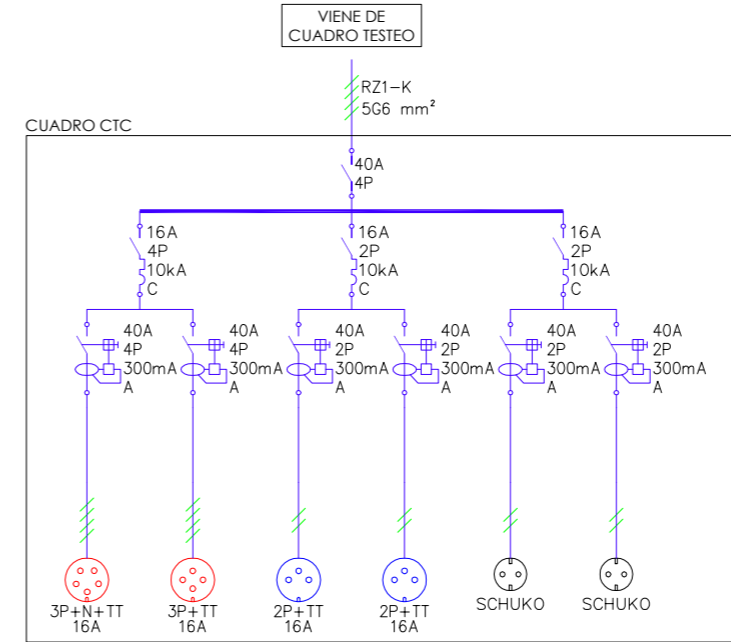 VIENE DE
CUADRO TESTEO
RZ1-K
5G6 mm²
CUADRO CTC
40A
4P
16A
4P
10kA
C
16A
2P
10kA
C
16A
2P
10kA
C
40A
4P
300mA
A
40A
4P
300mA
A
40A
2P
300mA
A
40A
2P
300mA
A
40A
2P
300mA
A
40A
2P
300mA
A
3P+N+TT
16A
3P+TT
16A
2P+TT
16A
2P+TT
16A
SCHUKO
SCHUKO